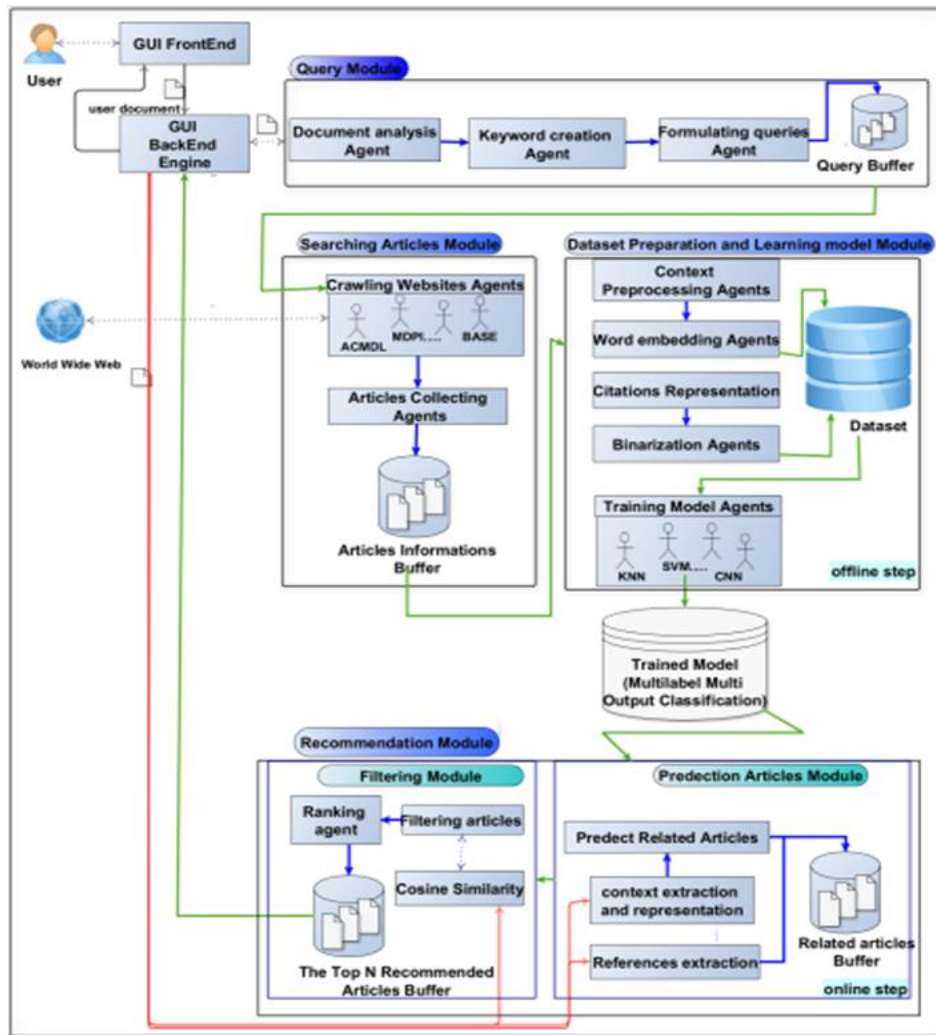 GUI FrontEnd
User
user document
GUI
BackEnd
Engine
Query Module
Document analysis
Agent
Keyword creation
Agent
Formulating queries
Agent
Query Buffer
Searching Articles Module
Crawling Websites Agents
ACMDL
MDPI....
BASE
World Wide Web
Articles Collecting
Agents
Articles Informations
Buffer
Dataset Preparation and Learning model Module
Context
Preprocessing Agents
Word embedding Agents
Citations Representation
Binarization Agents
Dataset
Training Model Agents
KNN
SVM....
CNN
offline step
Trained Model
(Multilabel Multi
Output Classification)
Recommendation Module
Filtering Module
Ranking
agent
Filtering articles
Cosine Similarity
The Top N Recommended
Articles Buffer
Predection Articles Module
Predect Related Articles
context extraction
and representation
References extraction
Related articles
Buffer
online step